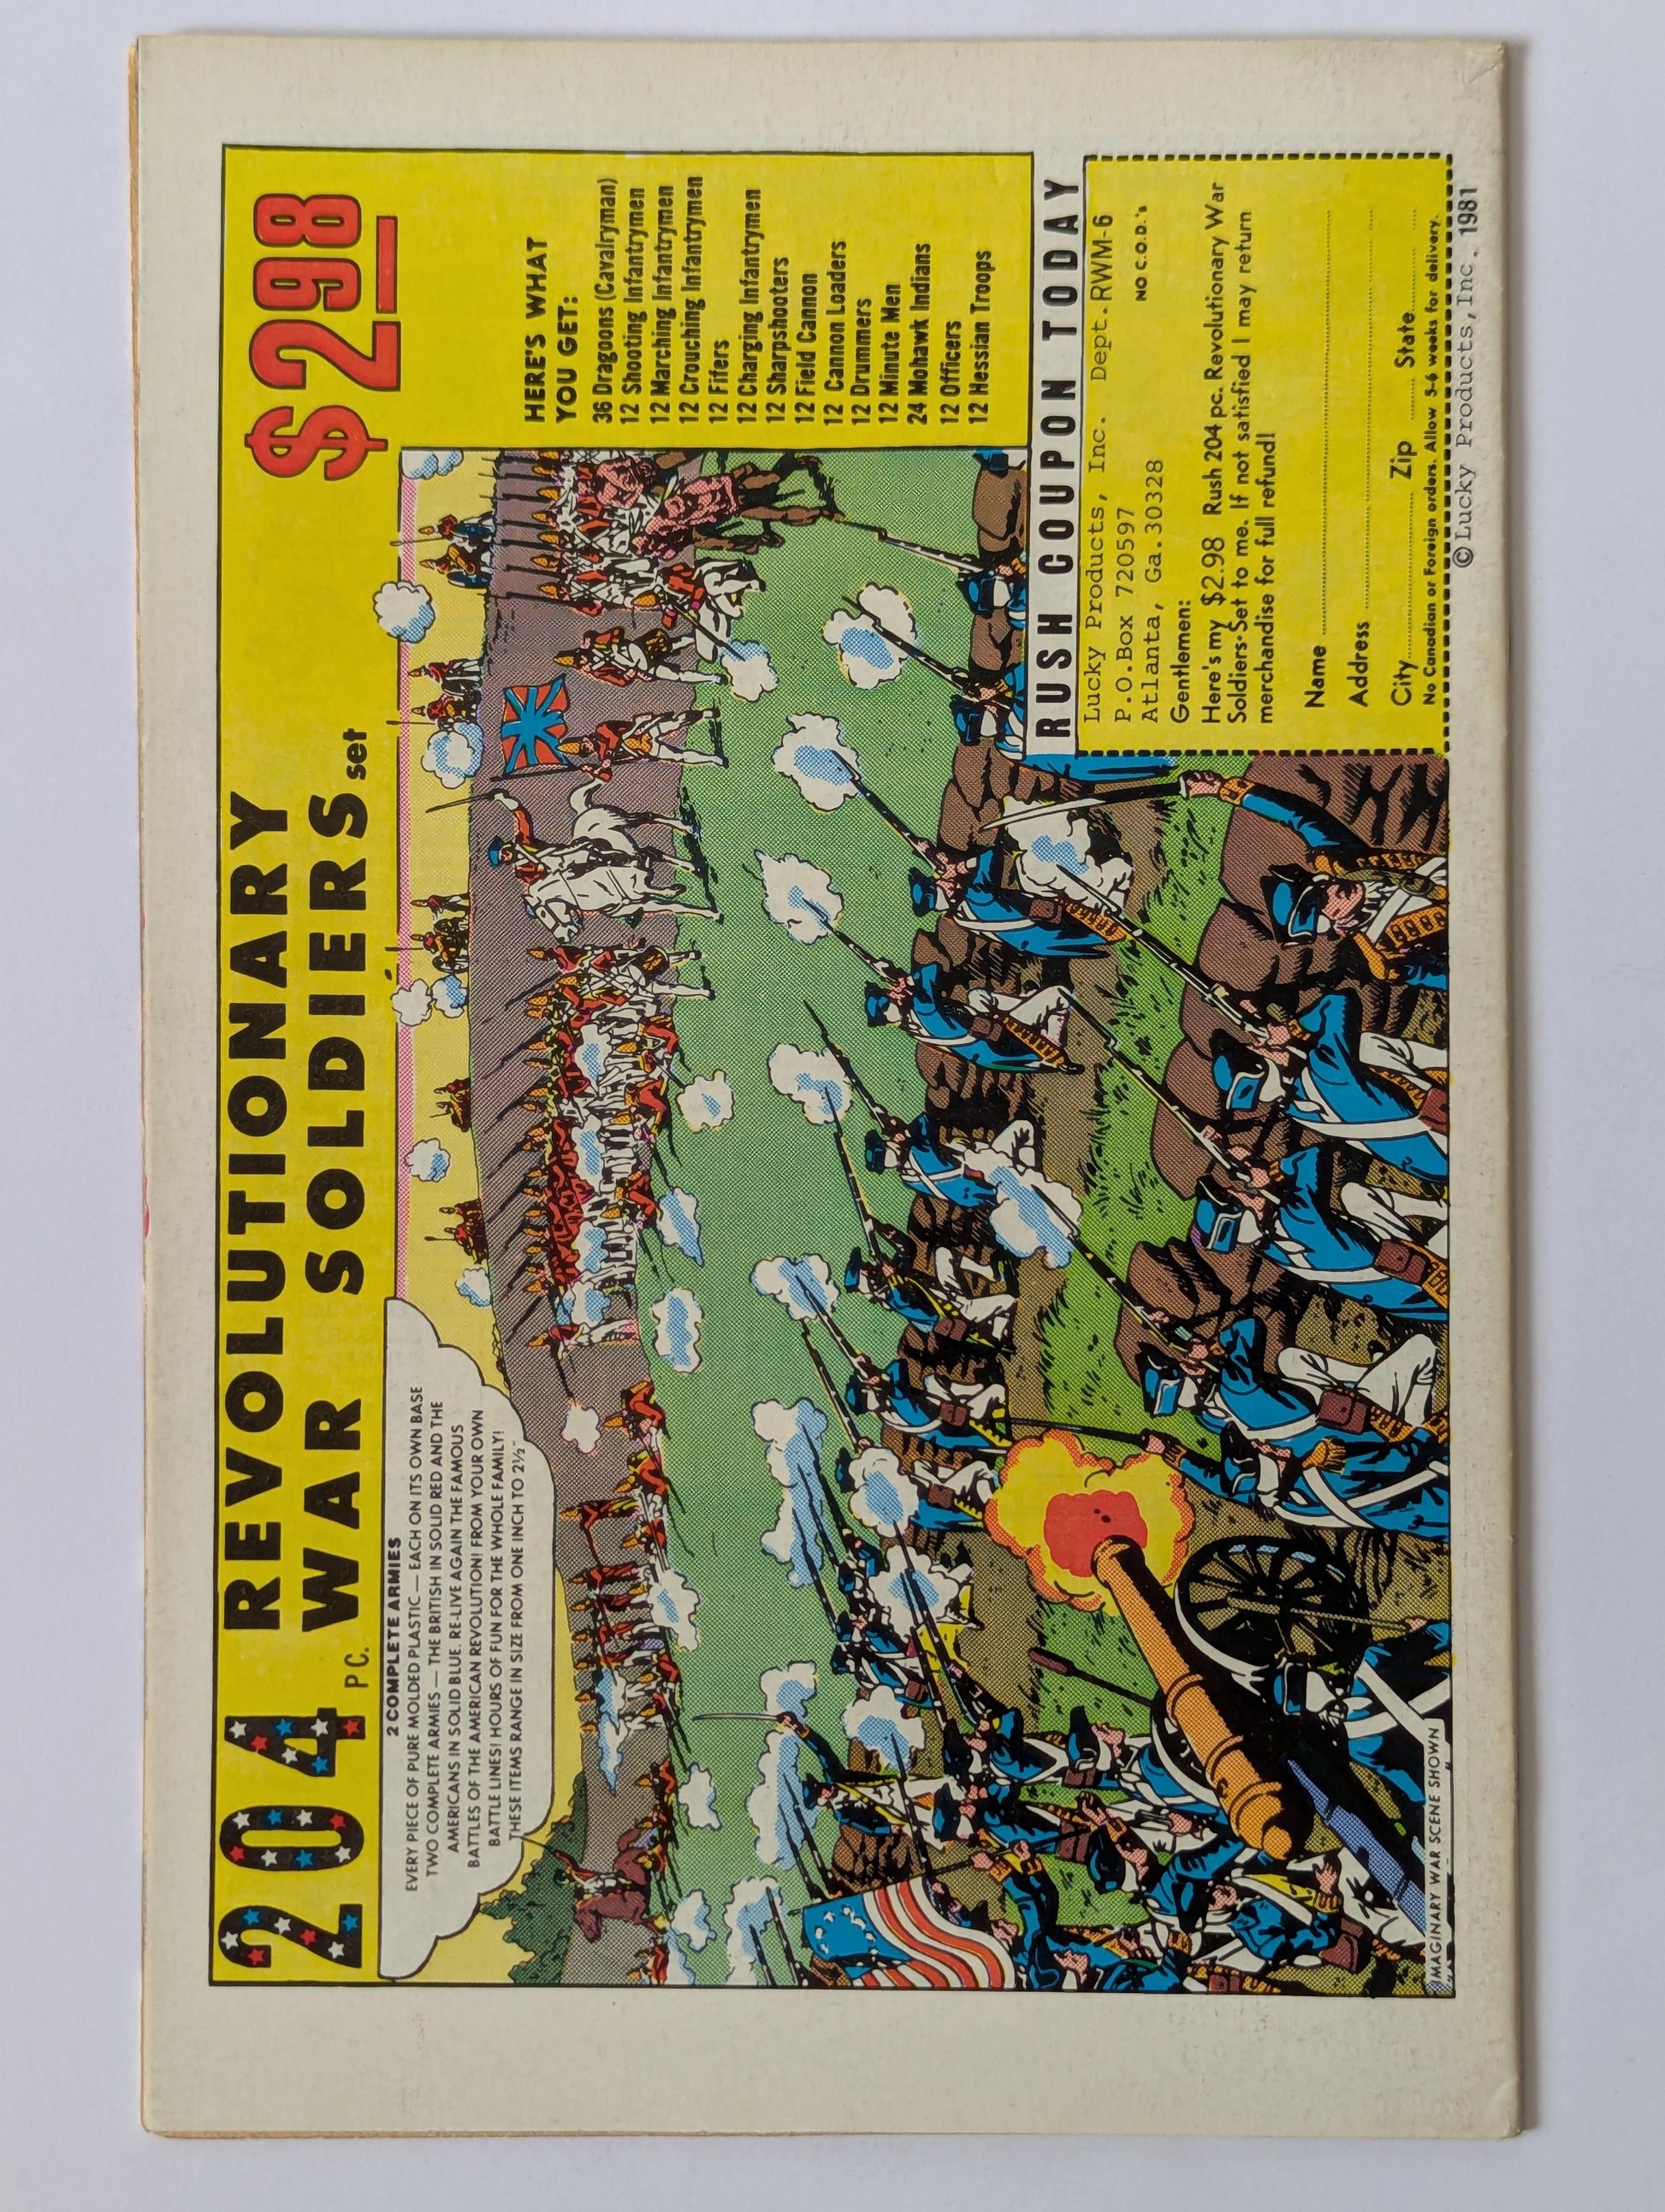 204 PC. REVOLUTIONARY
WAR SOLDIERS set
$2.98
2 COMPLETE ARMIES
EVERY PIECE OF PURE MOLDED PLASTIC — EACH ON ITS OWN BASE
TWO COMPLETE ARMIES — THE BRITISH IN SOLID RED AND THE
AMERICANS IN SOLID BLUE. RE-LIVE AGAIN THE FAMOUS
BATTLES OF THE AMERICAN REVOLUTION! FROM YOUR OWN
BATTLE LINES! HOURS OF FUN FOR THE WHOLE FAMILY!
THESE ITEMS RANGE IN SIZE FROM ONE INCH TO 2½"
HERE'S WHAT
YOU GET:
36 Dragoons (Cavalryman)
12 Shooting Infantrymen
12 Marching Infantrymen
12 Crouching Infantrymen
12 Fifers
12 Charging Infantrymen
12 Sharpshooters
12 Field Cannon
12 Cannon Loaders
12 Drummers
12 Minute Men
24 Mohawk Indians
12 Officers
12 Hessian Troops
RUSH COUPON TODAY
Lucky Products, Inc. Dept. RWM-6
P.O.Box 720597 NO C.O.D.'s
Atlanta, Ga.30328
Gentlemen:
Here's my $2.98 Rush 204 pc. Revolutionary War
Soldiers Set to me. If not satisfied I may return
merchandise for full refund!
Name
Address
City Zip State
No Canadian or Foreign orders. Allow 5-6 weeks for delivery.
IMAGINARY WAR SCENE SHOWN
©Lucky Products,Inc. 1981